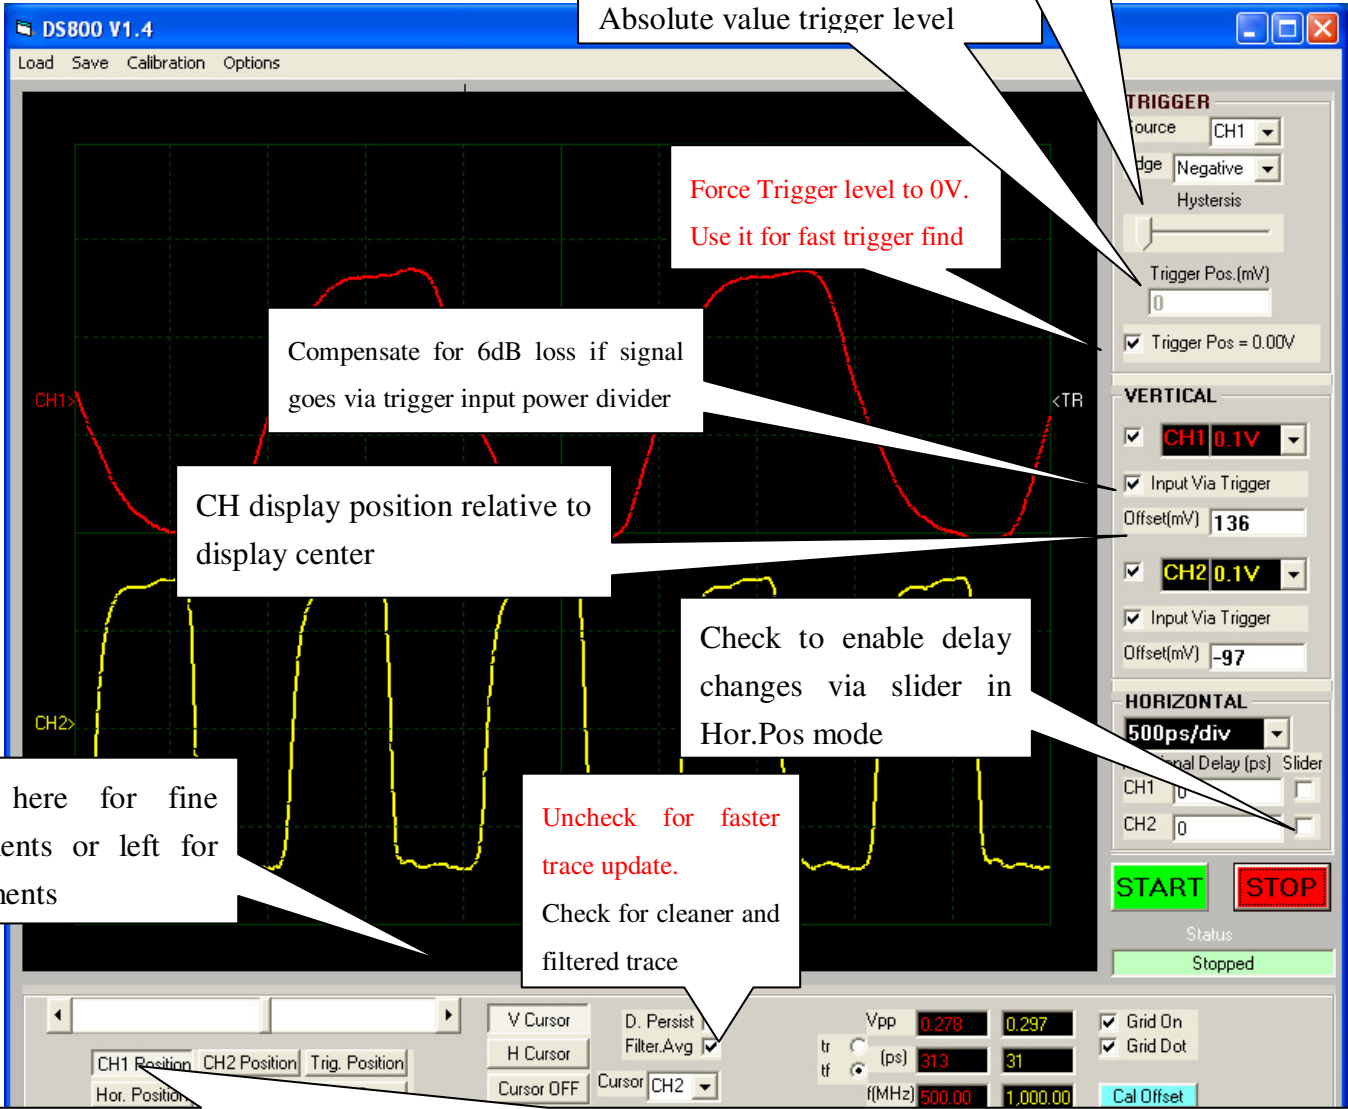 Absolute value trigger level
DS800 V1.4
Load Save Calibration Options
TRIGGER
CH1
Negative
Hystersis
Trigger Pos.(mV)
0
Trigger Pos = 0.00V
Force Trigger level to 0V.
Use it for fast trigger find
Compensate for 6dB loss if signal
goes via trigger input power divider
CH1>
<TR
VERTICAL
CH1 0.1V
Input Via Trigger
Offset(mV) 136
CH display position relative to
display center
CH2 0.1V
Input Via Trigger
Offset(mV) -97
Check to enable delay
changes via slider in
Hor.Pos mode
CH2>
HORIZONTAL
500ps/div
Delay (ps) Slider
CH1 0
CH2 0
here for fine
or left for
Uncheck for faster
trace update.
Check for cleaner and
filtered trace
START STOP
Status
Stopped
V Cursor
H Cursor
Cursor OFF
D. Persist
Filter.Avg
Cursor CH2
CH1 Position CH2 Position Trig. Position
Hor. Position
tr
tf
Vpp 0.278 0.297
(ps) 313 31
f(MHz) 500.00 1,000.00
Grid On
Grid Dot
Cal Offset